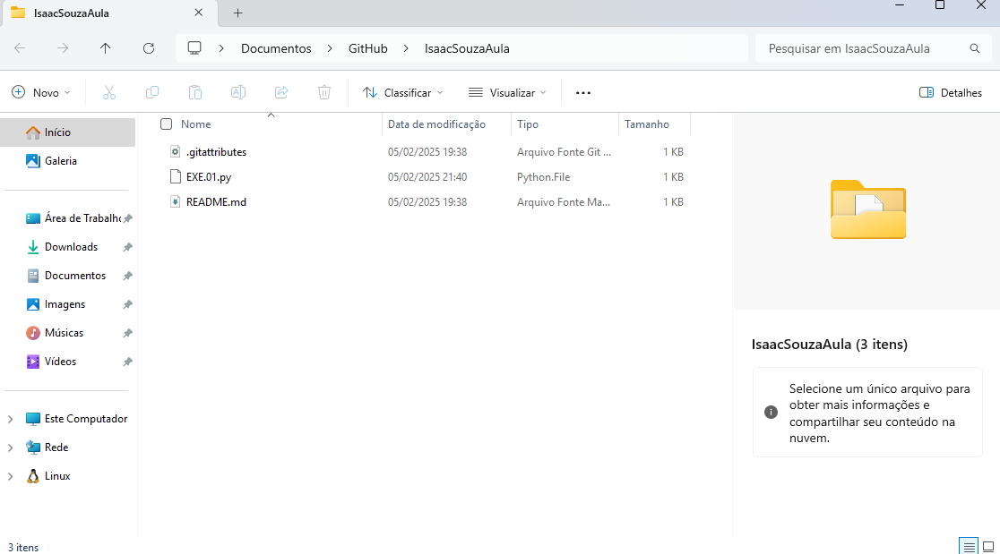 IsaacSouzaAula
Documentos
GitHub
IsaacSouzaAula
Pesquisar em IsaacSouzaAula
Novo
Classificar
Visualizar
Detalhes
Nome
Data de modificação
Tipo
Tamanho
.gitattributes
05/02/2025 19:38
Arquivo Fonte Git ...
1 KB
EXE.01.py
05/02/2025 21:40
Python.File
1 KB
README.md
05/02/2025 19:38
Arquivo Fonte Ma...
1 KB
Início
Galeria
Área de Trabalho
Downloads
Documentos
Imagens
Músicas
Vídeos
Este Computador
Rede
Linux
IsaacSouzaAula (3 itens)
Selecione um único arquivo para
obter mais informações e
compartilhar seu conteúdo na
nuvem.
3 itens